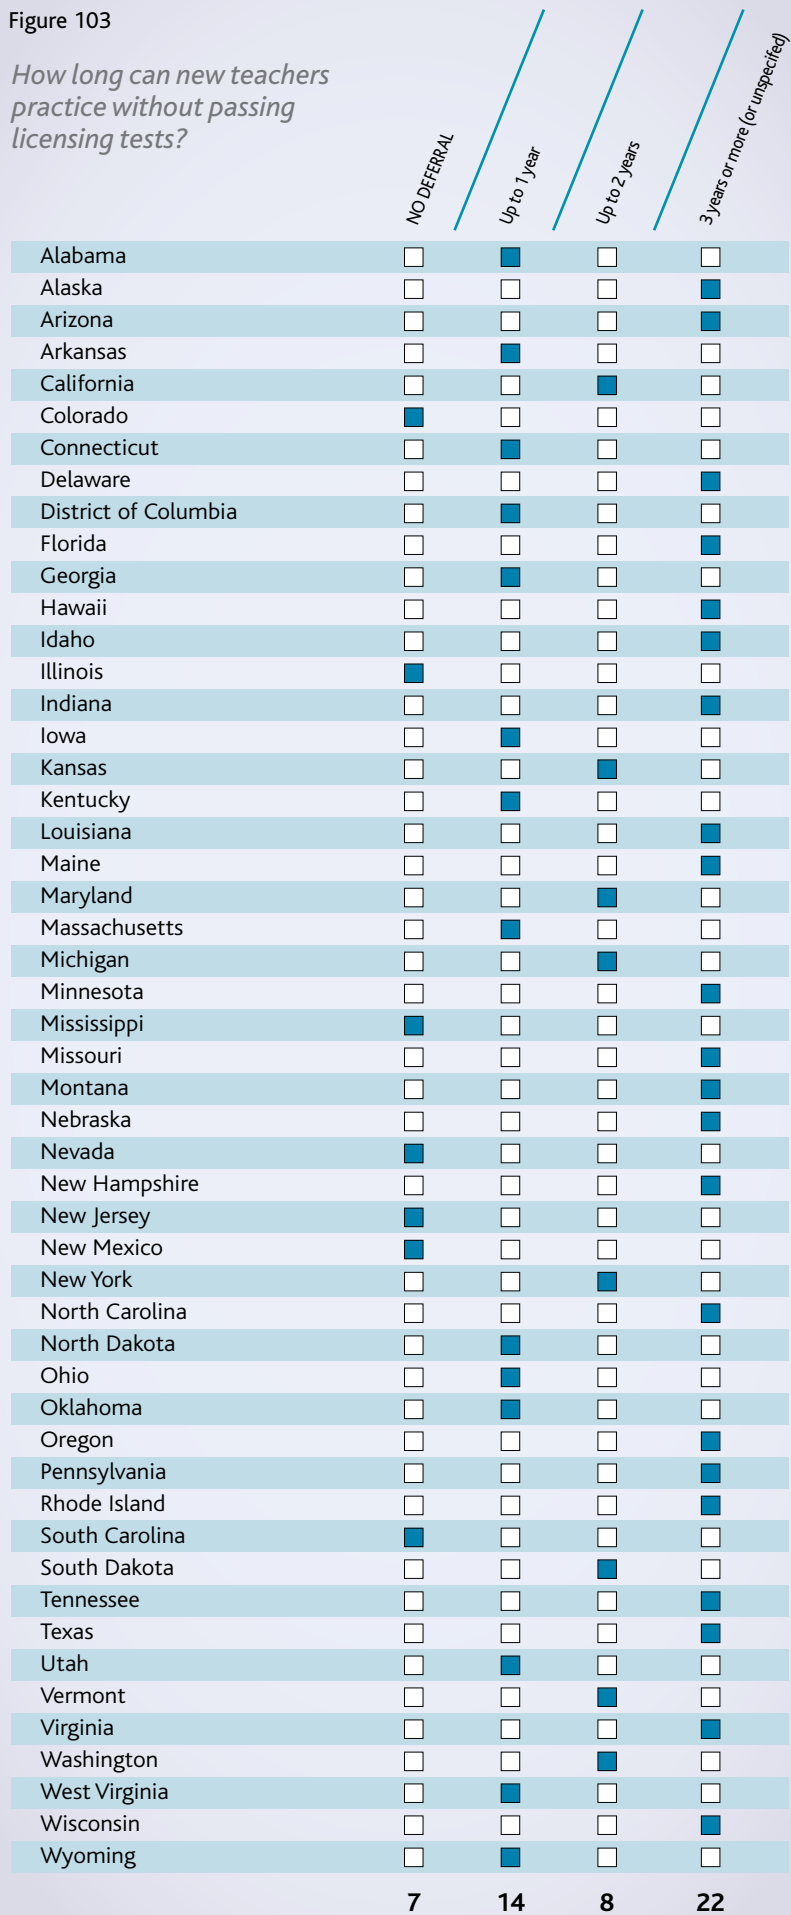 Figure 103
How long can new teachers
practice without passing
licensing tests?
NO DEFERRAL
Up to 1 year
Up to 2 years
3 years or more (or unspecifed)
Alabama
Alaska
Arizona
Arkansas
California
Colorado
Connecticut
Delaware
District of Columbia
Florida
Georgia
Hawaii
Idaho
Illinois
Indiana
Iowa
Kansas
Kentucky
Louisiana
Maine
Maryland
Massachusetts
Michigan
Minnesota
Mississippi
Missouri
Montana
Nebraska
Nevada
New Hampshire
New Jersey
New Mexico
New York
North Carolina
North Dakota
Ohio
Oklahoma
Oregon
Pennsylvania
Rhode Island
South Carolina
South Dakota
Tennessee
Texas
Utah
Vermont
Virginia
Washington
West Virginia
Wisconsin
Wyoming
7 14 8 22